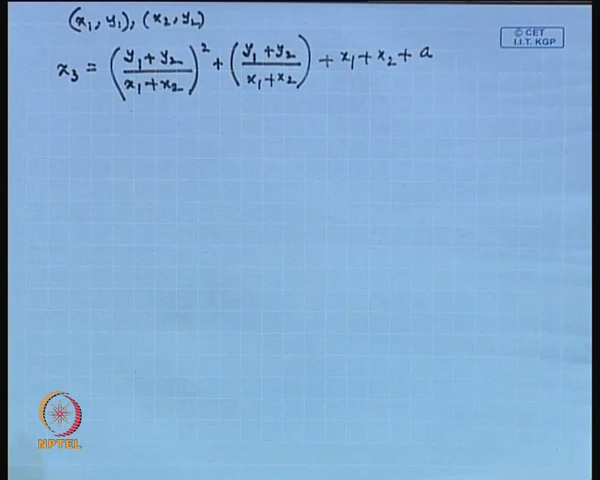 (x₁, y₁), (x₂, y₂)
© CET
I.I.T. KGP
x₃ = ((y₁ + y₂)/(x₁ + x₂))² + ((y₁ + y₂)/(x₁ + x₂)) + x₁ + x₂ + a
NPTEL